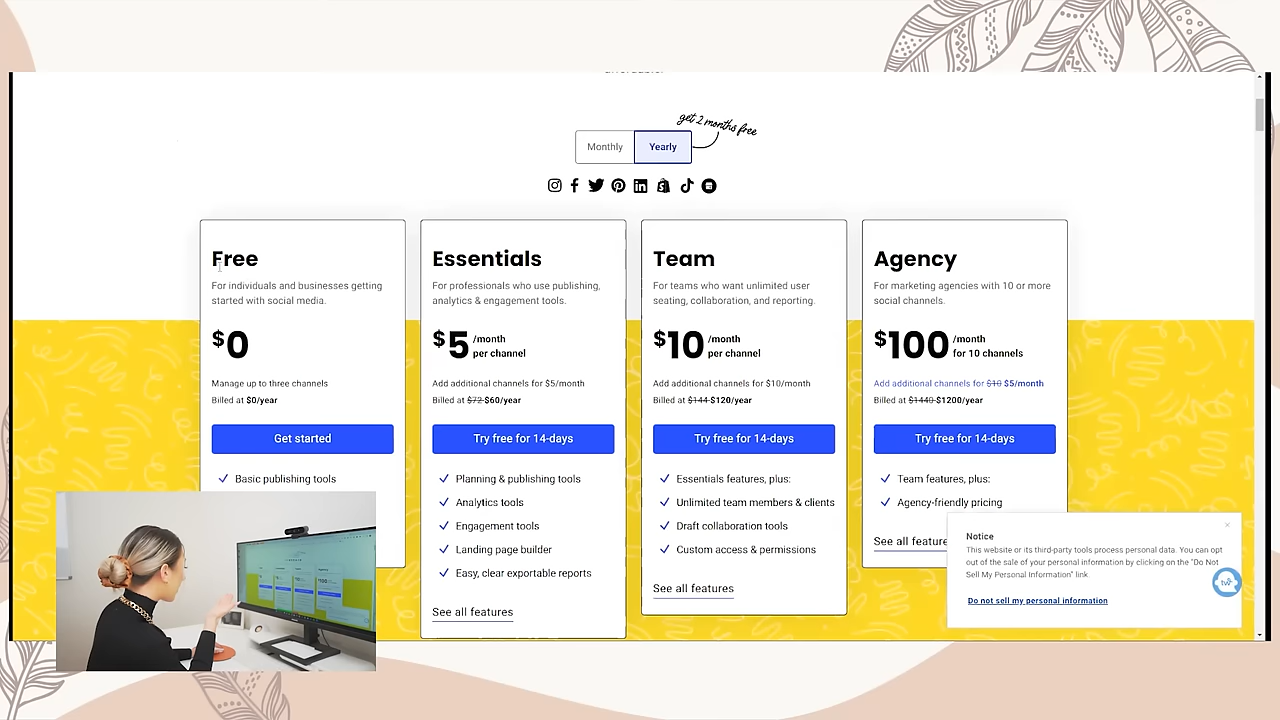 get 2 months free
Monthly
Yearly
Free
For individuals and businesses getting
started with social media.
$0
Manage up to three channels
Billed at $0/year
Get started
Basic publishing tools
Essentials
For professionals who use publishing,
analytics & engagement tools.
$5 /month
per channel
Add additional channels for $5/month
Billed at $72 $60/year
Try free for 14-days
Planning & publishing tools
Analytics tools
Engagement tools
Landing page builder
Easy, clear exportable reports
See all features
Team
For teams who want unlimited user
seating, collaboration, and reporting.
$10 /month
per channel
Add additional channels for $10/month
Billed at $144 $120/year
Try free for 14-days
Essentials features, plus:
Unlimited team members & clients
Draft collaboration tools
Custom access & permissions
See all features
Agency
For marketing agencies with 10 or more
social channels.
$100 /month
for 10 channels
Add additional channels for $10 $5/month
Billed at $1440 $1200/year
Try free for 14-days
Team features, plus:
Agency-friendly pricing
See all feature
Notice
This website or its third-party tools process personal data. You can opt
out of the sale of your personal information by clicking on the "Do Not
Sell My Personal Information" link.
Do not sell my personal information